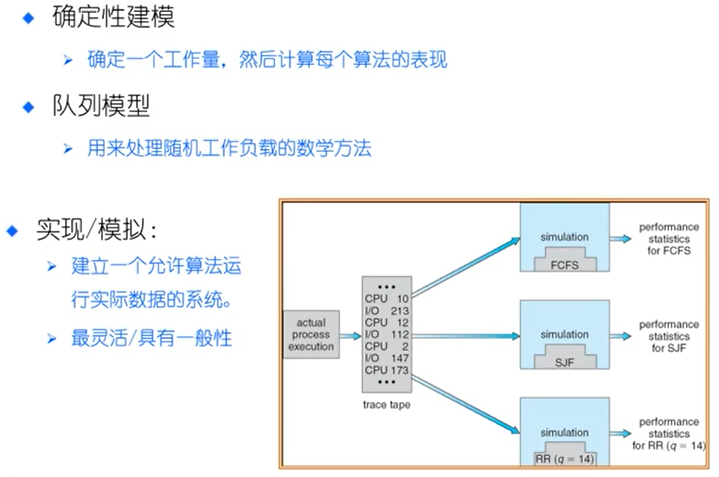 确定性建模
确定一个工作量，然后计算每个算法的表现
队列模型
用来处理随机工作负载的数学方法
实现/模拟：
建立一个允许算法运
行实际数据的系统。
最灵活/具有一般性
actual
process
execution
•••
CPU 10
I/O 213
CPU 12
I/O 112
CPU 2
I/O 147
CPU 173
•••
trace tape
simulation
FCFS
performance
statistics
for FCFS
simulation
SJF
performance
statistics
for SJF
simulation
RR (q = 14)
performance
statistics
for RR (q = 14)